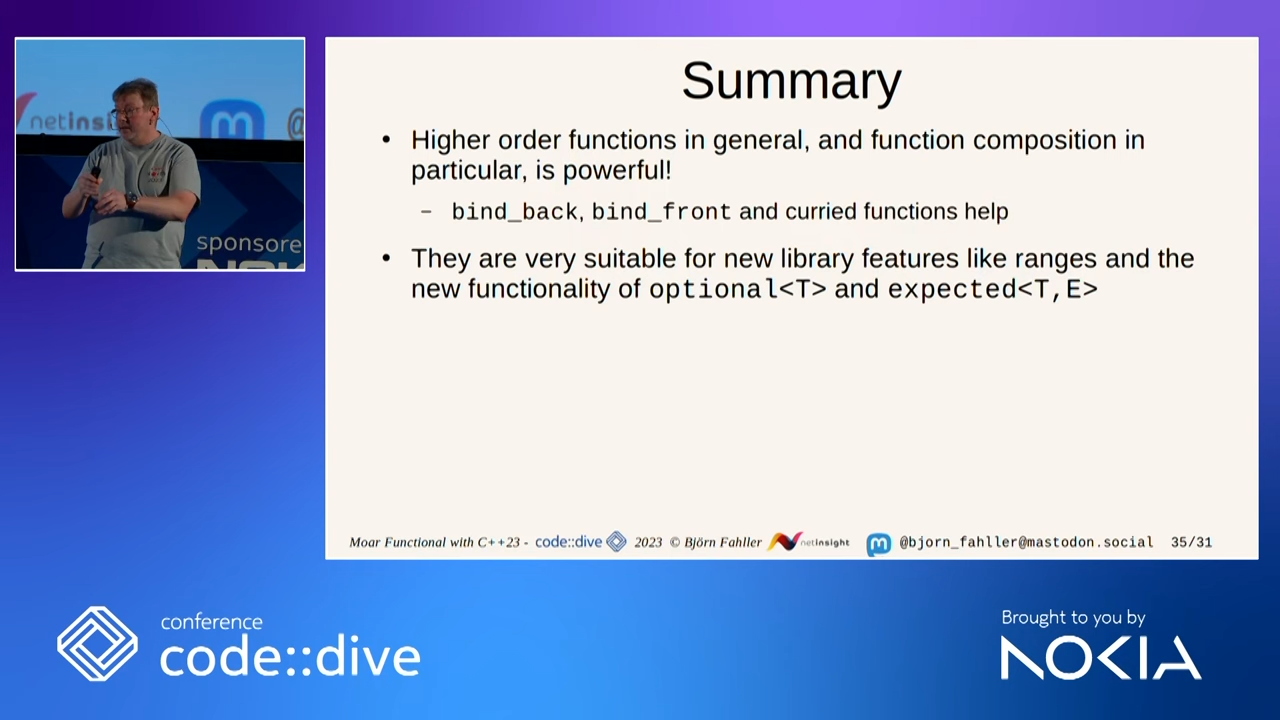 netinsi
@
sponsore
NOK
Summary
• Higher order functions in general, and function composition in
particular, is powerful!
– bind_back, bind_front and curried functions help
• They are very suitable for new library features like ranges and the
new functionality of optional<T> and expected<T,E>
Moar Functional with C++23 - code::dive 2023 © Björn Fahller netinsight @bjorn_fahller@mastodon.social 35/31
conference
code::dive
Brought to you by
NOKIA